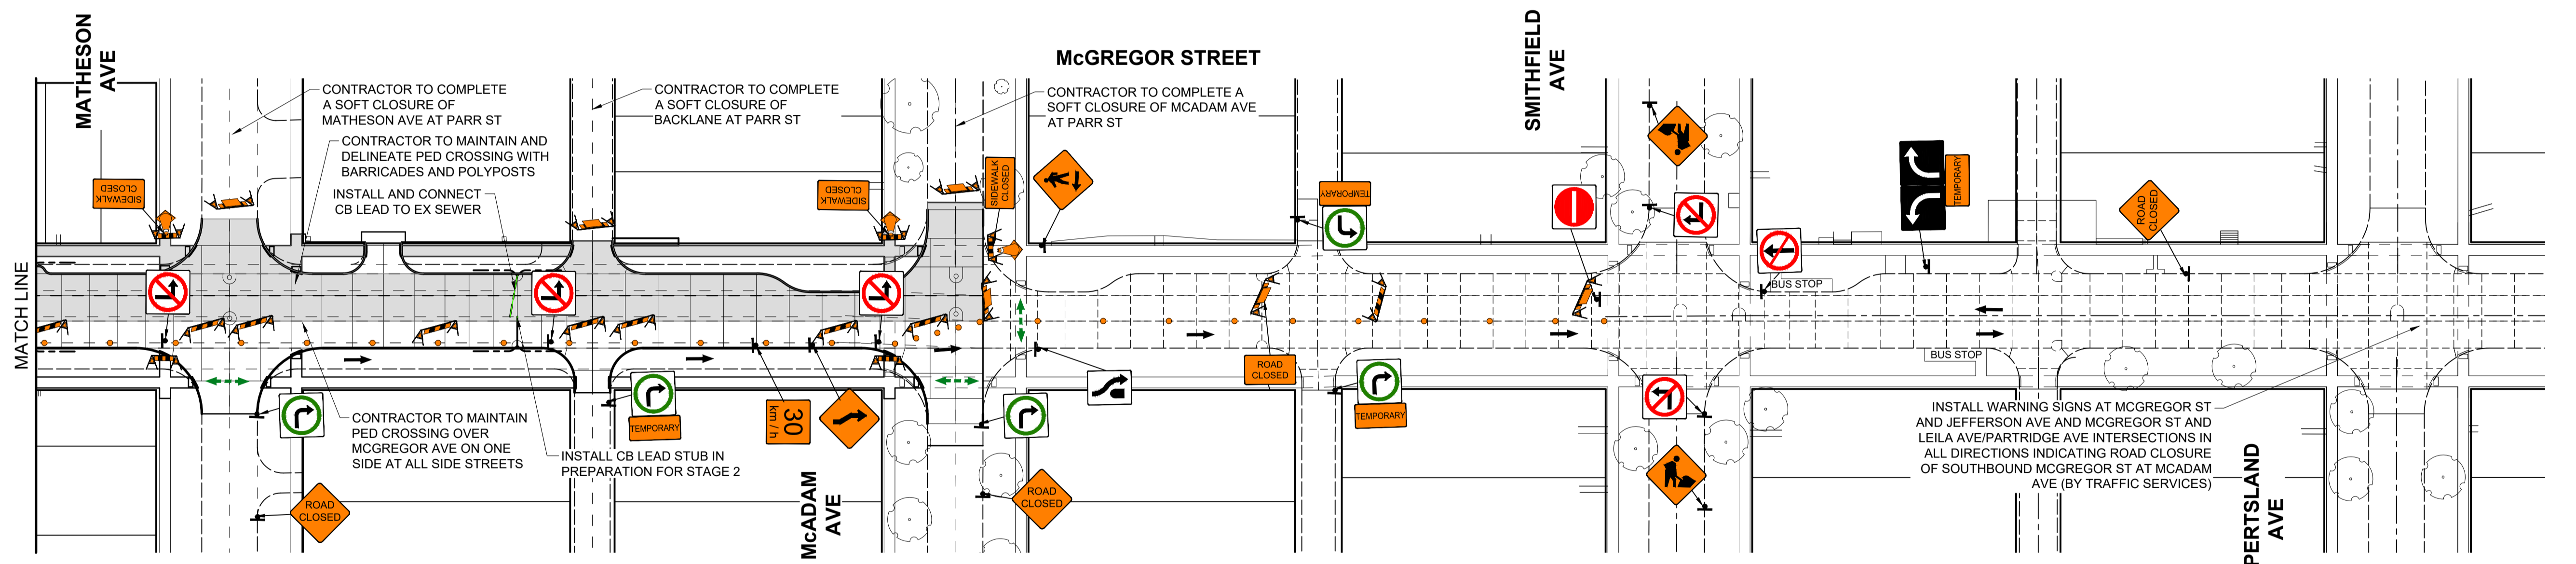 MATHESON
AVE
McGREGOR STREET
SMITHFIELD
AVE
CONTRACTOR TO COMPLETE
A SOFT CLOSURE OF
MATHESON AVE AT PARR ST
CONTRACTOR TO MAINTAIN AND
DELINEATE PED CROSSING WITH
BARRICADES AND POLYPOSTS
INSTALL AND CONNECT
CB LEAD TO EX SEWER
CONTRACTOR TO COMPLETE
A SOFT CLOSURE OF
BACKLANE AT PARR ST
CONTRACTOR TO COMPLETE A
SOFT CLOSURE OF MCADAM AVE
AT PARR ST
SIDEWALK
CLOSED
SIDEWALK
CLOSED
SIDEWALK
CLOSED
TEMPORARY
TEMPORARY
ROAD
CLOSED
MATCH LINE
BUS STOP
BUS STOP
ROAD
CLOSED
TEMPORARY
30
km / h
TEMPORARY
CONTRACTOR TO MAINTAIN
PED CROSSING OVER
MCGREGOR AVE ON ONE
SIDE AT ALL SIDE STREETS
INSTALL CB LEAD STUB IN
PREPARATION FOR STAGE 2
ROAD
CLOSED
McADAM
AVE
ROAD
CLOSED
INSTALL WARNING SIGNS AT MCGREGOR ST
AND JEFFERSON AVE AND MCGREGOR ST AND
LEILA AVE/PARTRIDGE AVE INTERSECTIONS IN
ALL DIRECTIONS INDICATING ROAD CLOSURE
OF SOUTHBOUND MCGREGOR ST AT MCADAM
AVE (BY TRAFFIC SERVICES)
PERTSLAND
AVE